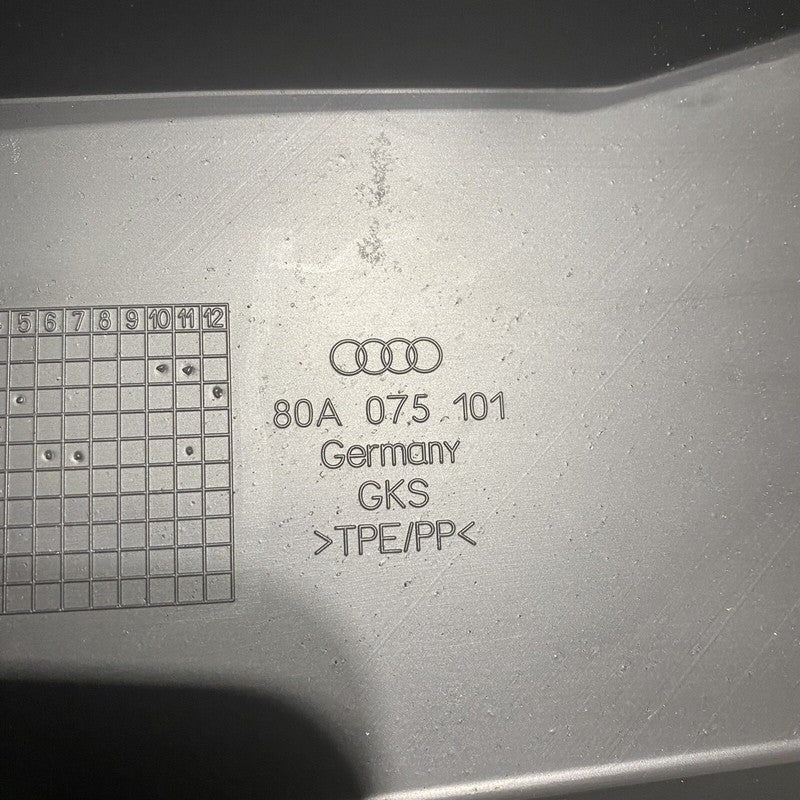 5 6 7 8 9 10 11 12
80A 075 101
Germany
GKS
>TPE/PP<